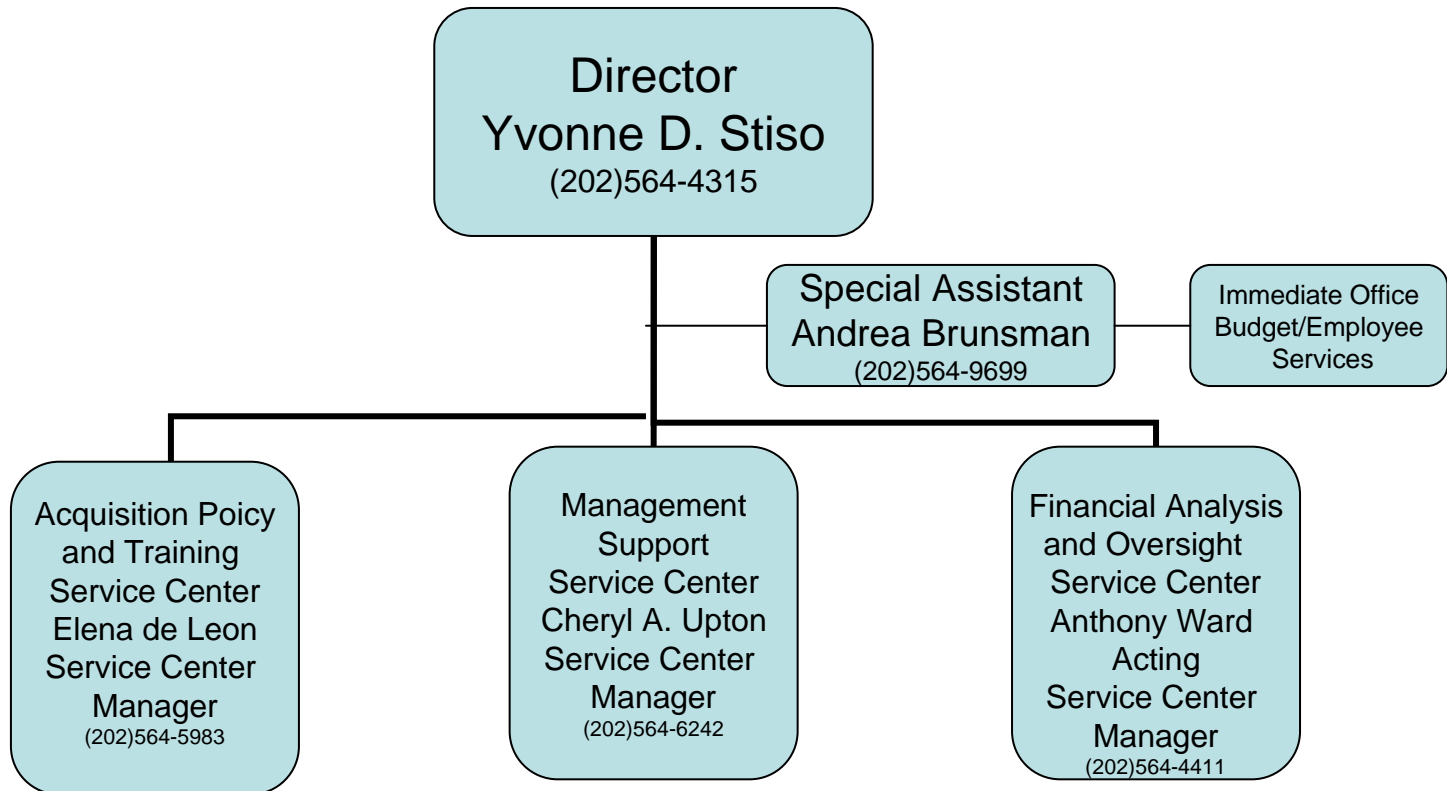 Director
Yvonne D. Stiso
(202)564-4315
Special Assistant
Andrea Brunsman
(202)564-9699
Immediate Office
Budget/Employee
Services
Acquisition Poicy
and Training
Service Center
Elena de Leon
Service Center
Manager
(202)564-5983
Management
Support
Service Center
Cheryl A. Upton
Service Center
Manager
(202)564-6242
Financial Analysis
and Oversight
Service Center
Anthony Ward
Acting
Service Center
Manager
(202)564-4411